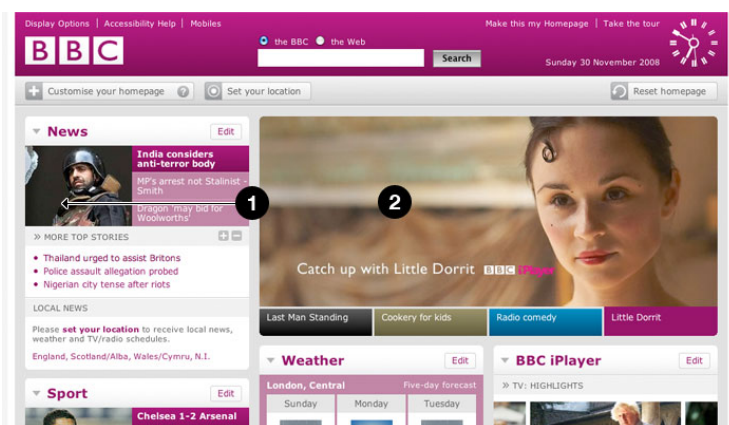 Display Options | Accessibility Help | Mobiles
Make this my Homepage | Take the tour
BBC
the BBC the Web
Search
Sunday 30 November 2008
Customise your homepage ?
Set your location
Reset homepage
News
Edit
India considers
anti-terror body
MP's arrest not Stalinist -
Smith
Dragon 'may bid for
Woolworths'
1
2
» MORE TOP STORIES
• Thailand urged to assist Britons
• Police assault allegation probed
• Nigerian city tense after riots
LOCAL NEWS
Please set your location to receive local news,
weather and TV/radio schedules.
England, Scotland/Alba, Wales/Cymru, N.I.
Catch up with Little Dorrit BBC iPlayer
Last Man Standing
Cookery for kids
Radio comedy
Little Dorrit
Sport
Edit
Chelsea 1-2 Arsenal
Weather
Edit
London, Central
Five-day forecast
Sunday
Monday
Tuesday
BBC iPlayer
Edit
» TV: HIGHLIGHTS